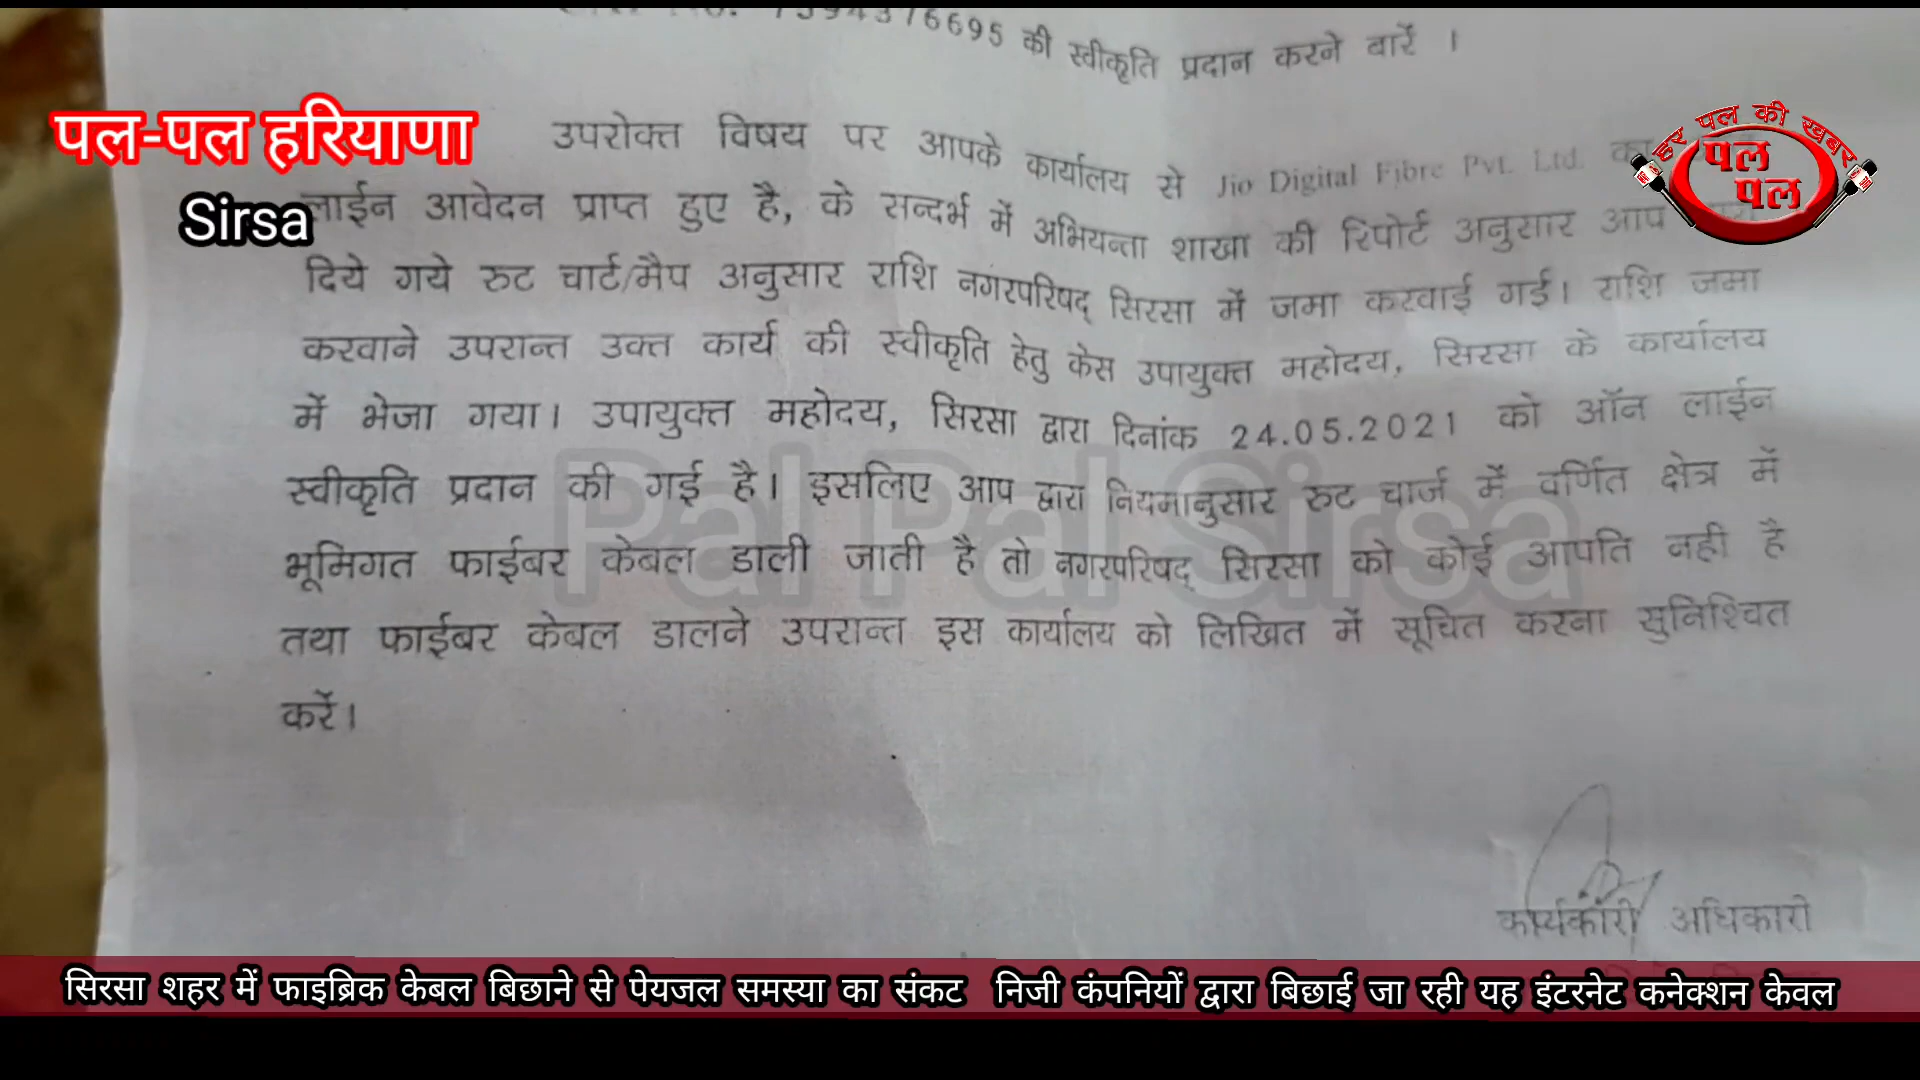 6695 की स्वीकृति प्रदान करने बारें ।
पल-पल हरियाणा
Sirsa
हर पल की खबर
पल
पल
उपरोक्त विषय पर आपके कार्यालय से Jio Digital Fibre Pvt. Ltd.
लाईन आवेदन प्राप्त हुए है, के सन्दर्भ में अभियन्ता शाखा की रिपोर्ट अनुसार आप
दिये गये रुट चार्ट/मैप अनुसार राशि नगरपरिषद् सिरसा में जमा करवाई गई। राशि जमा
करवाने उपरान्त उक्त कार्य की स्वीकृति हेतु केस उपायुक्त महोदय, सिरसा के कार्यालय
में भेजा गया। उपायुक्त महोदय, सिरसा द्वारा दिनांक 24.05.2021 को ऑन लाईन
स्वीकृति प्रदान की गई है। इसलिए आप द्वारा नियमानुसार रुट चार्ज में वर्णित क्षेत्र में
भूमिगत फाईबर केबल डाली जाती है तो नगरपरिषद् सिरसा को कोई आपति नही है
तथा फाईबर केबल डालने उपरान्त इस कार्यालय को लिखित में सूचित करना सुनिश्चित
करें।
Pal Pal Sirsa
कार्यकारी अधिकारी
सिरसा शहर में फाइब्रिक केबल बिछाने से पेयजल समस्या का संकट निजी कंपनियों द्वारा बिछाई जा रही यह इंटरनेट कनेक्शन केवल